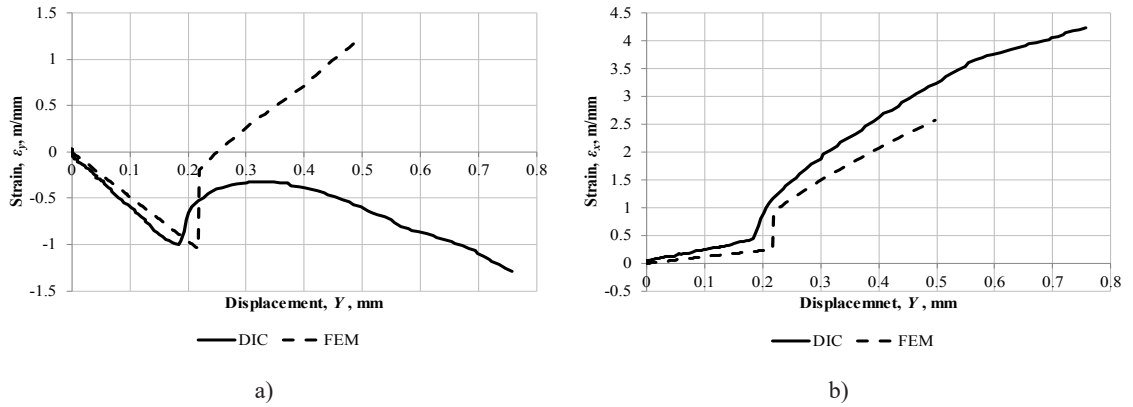 1.5
1
0.5
0
-0.5
-1
-1.5
0 0.1 0.2 0.3 0.4 0.5 0.6 0.7 0.8
Strain, εy, m/mm
Displacement, Y, mm
DIC FEM
a)
4.5
4
3.5
3
2.5
2
1.5
1
0.5
0
-0.5
0 0.1 0.2 0.3 0.4 0.5 0.6 0.7 0.8
Strain, εx, m/mm
Displacemnet, Y, mm
DIC FEM
b)